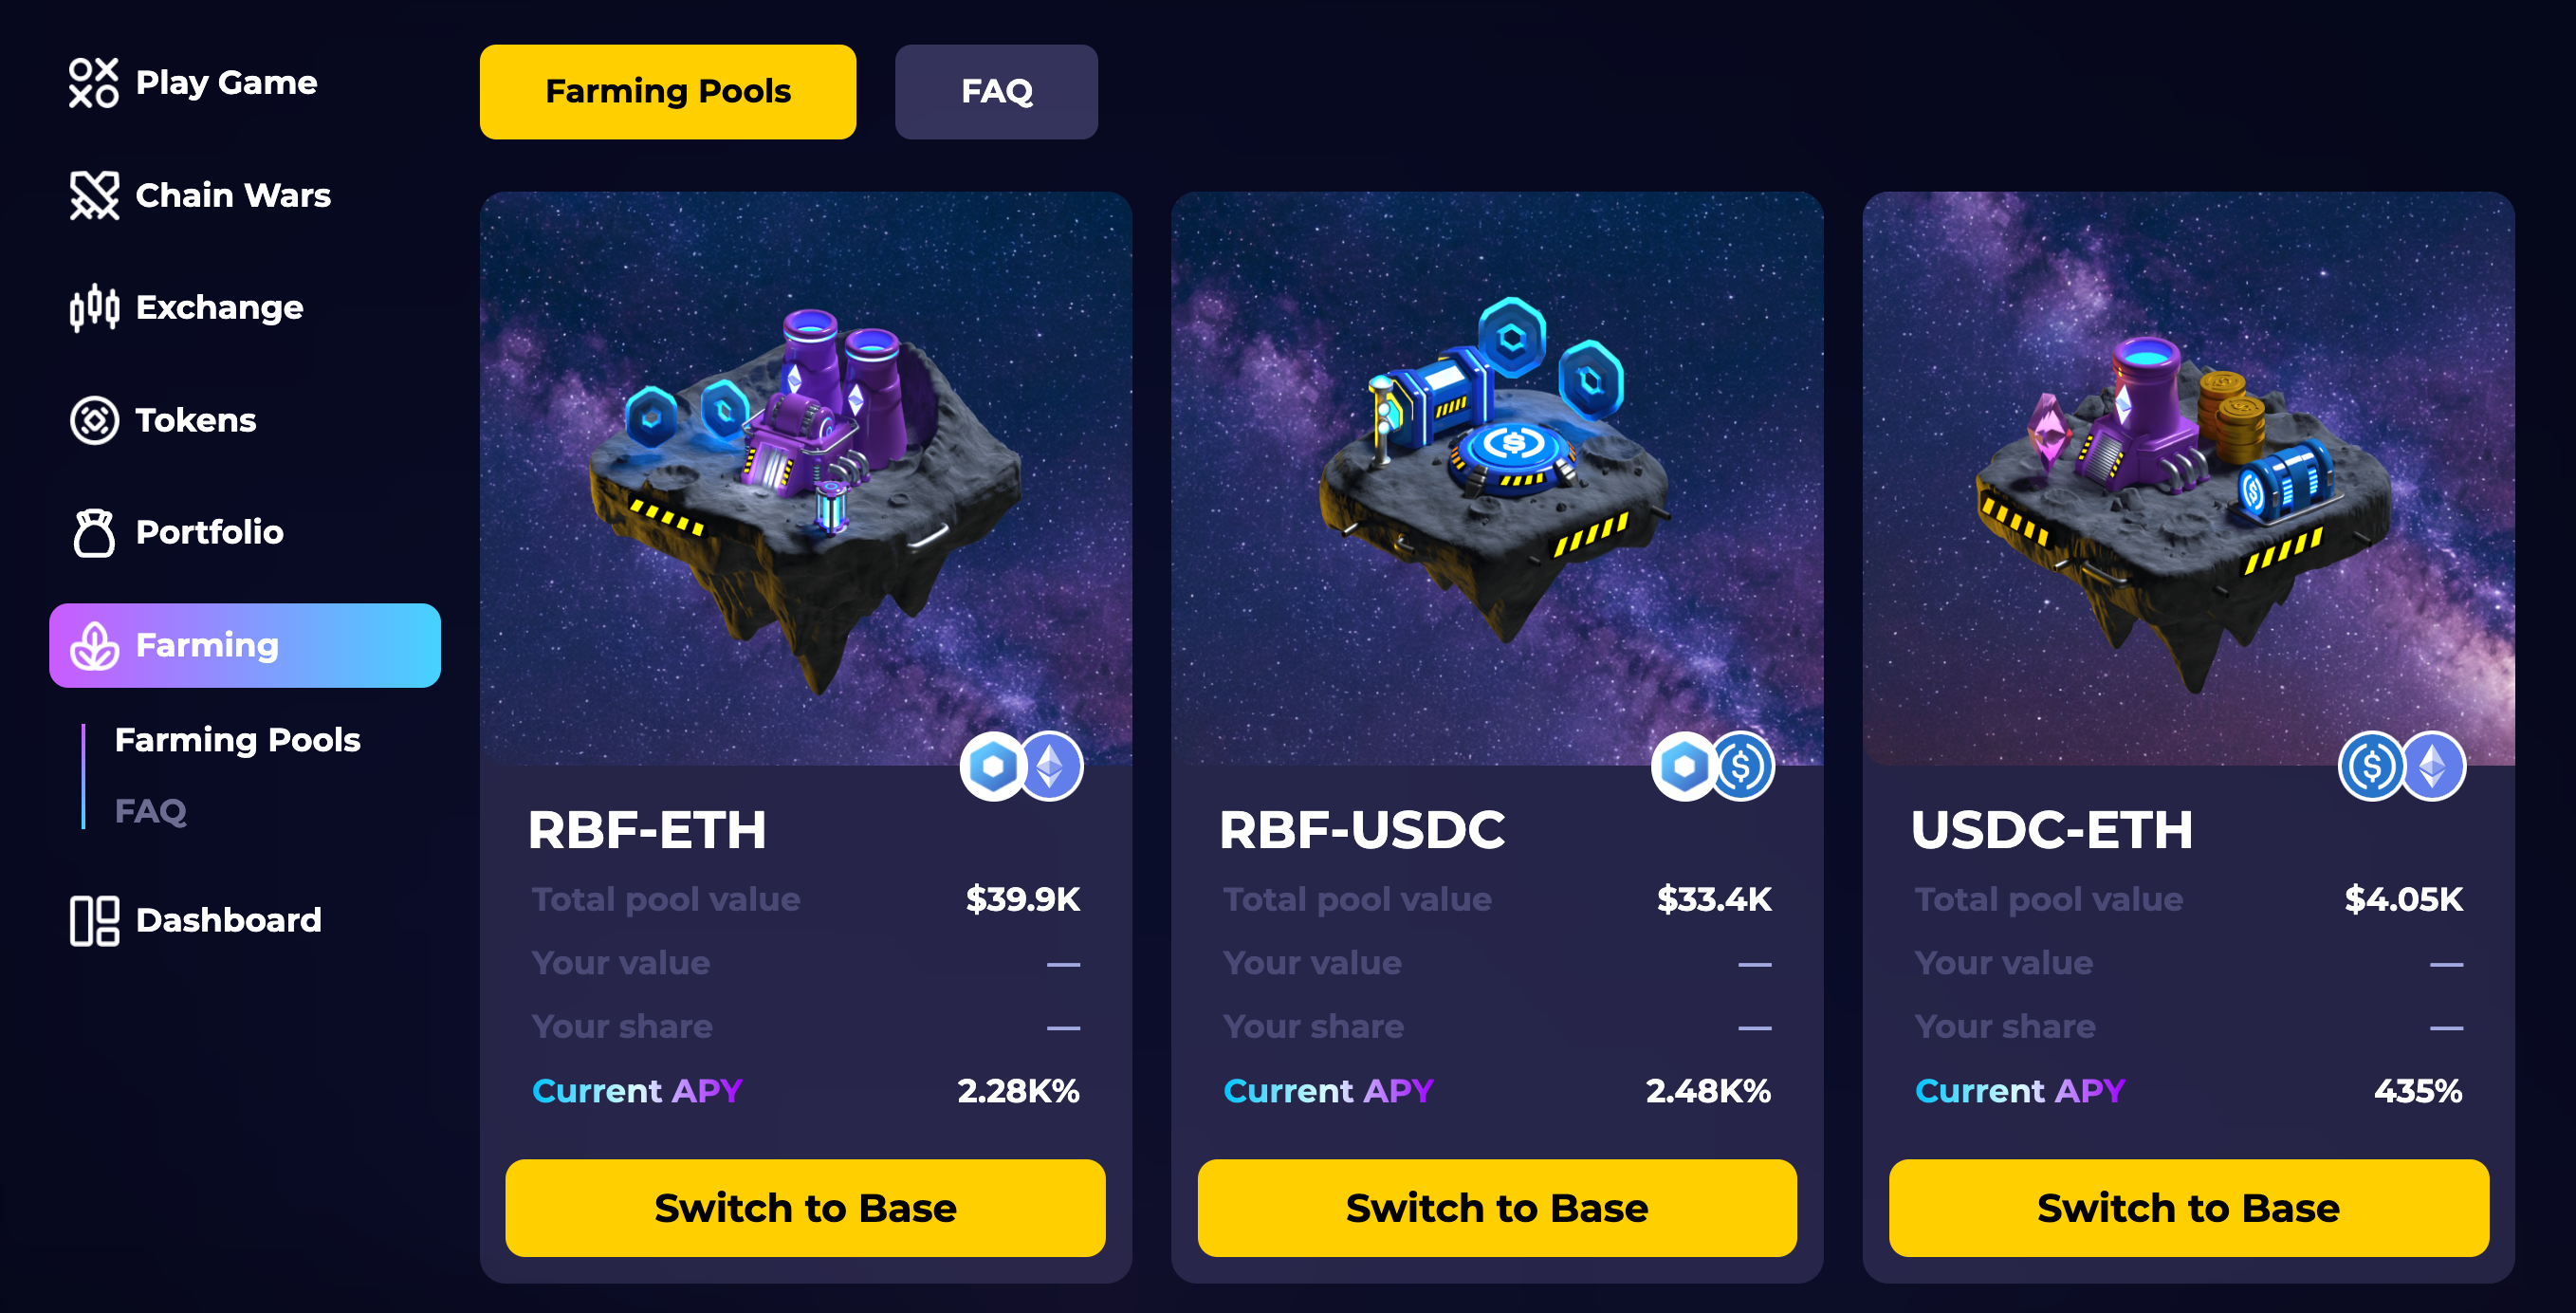 Play Game
Chain Wars
Exchange
Tokens
Portfolio
Farming
Farming Pools
FAQ
Dashboard
Farming Pools
FAQ
RBF-ETH
Total pool value $39.9K
Your value —
Your share —
Current APY 2.28K%
Switch to Base
RBF-USDC
Total pool value $33.4K
Your value —
Your share —
Current APY 2.48K%
Switch to Base
USDC-ETH
Total pool value $4.05K
Your value —
Your share —
Current APY 435%
Switch to Base